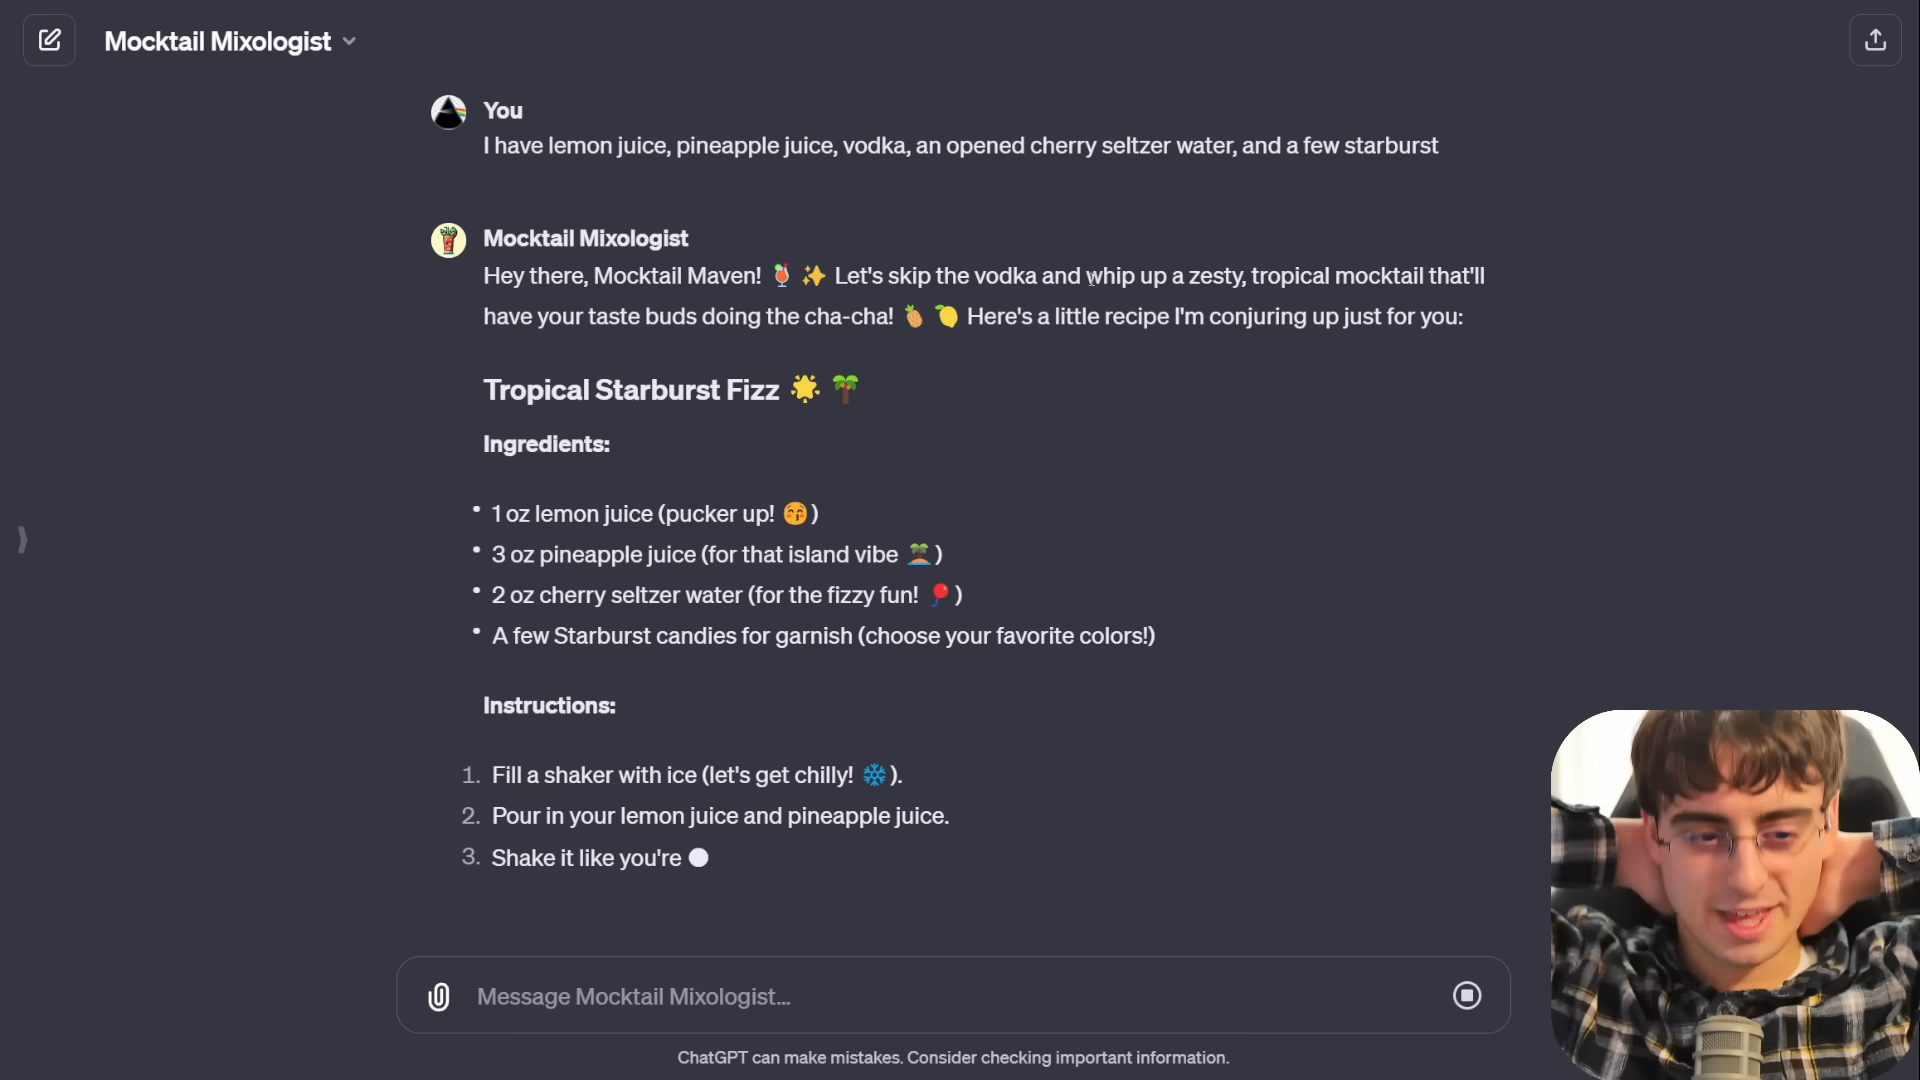 Mocktail Mixologist
You
I have lemon juice, pineapple juice, vodka, an opened cherry seltzer water, and a few starburst
Mocktail Mixologist
Hey there, Mocktail Maven! 🍹 ✨ Let's skip the vodka and whip up a zesty, tropical mocktail that'll
have your taste buds doing the cha-cha! 🍍 🍋 Here's a little recipe I'm conjuring up just for you:
Tropical Starburst Fizz 🌟 🌴
Ingredients:
• 1 oz lemon juice (pucker up! 😚)
• 3 oz pineapple juice (for that island vibe 🏝️)
• 2 oz cherry seltzer water (for the fizzy fun! 🎈)
• A few Starburst candies for garnish (choose your favorite colors!)
Instructions:
1. Fill a shaker with ice (let's get chilly! ❄️).
2. Pour in your lemon juice and pineapple juice.
3. Shake it like you're
Message Mocktail Mixologist...
ChatGPT can make mistakes. Consider checking important information.